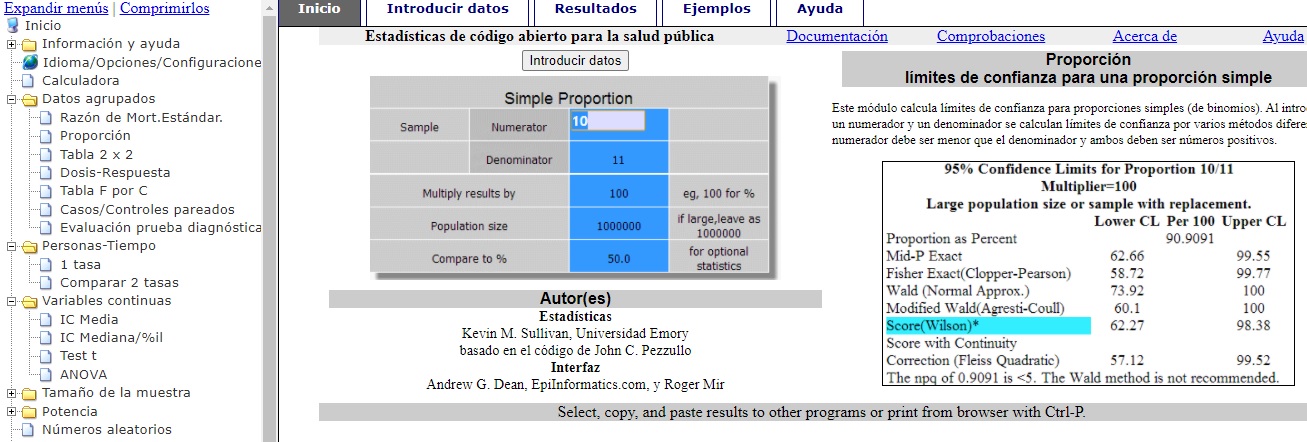 Expandir menús | Comprimirlos
Inicio
Información y ayuda
Idioma/Opciones/Configuracione
Calculadora
Datos agrupados
Razón de Mort.Estándar.
Proporción
Tabla 2 x 2
Dosis-Respuesta
Tabla F por C
Casos/Controles pareados
Evaluación prueba diagnóstica
Personas-Tiempo
1 tasa
Comparar 2 tasas
Variables continuas
IC Media
IC Mediana/%il
Test t
ANOVA
Tamaño de la muestra
Potencia
Números aleatorios
Inicio Introducir datos Resultados Ejemplos Ayuda
Estadísticas de código abierto para la salud pública Documentación Comprobaciones Acerca de Ayuda
Introducir datos
Simple Proportion
Sample Numerator 10
Denominator 11
Multiply results by 100 eg, 100 for %
Population size 1000000 if large,leave as
1000000
Compare to % 50.0 for optional
statistics
Autor(es)
Estadísticas
Kevin M. Sullivan, Universidad Emory
basado en el código de John C. Pezzullo
Interfaz
Andrew G. Dean, EpiInformatics.com, y Roger Mir
Proporción
límites de confianza para una proporción simple
Este módulo calcula límites de confianza para proporciones simples (de binomios). Al intro
un numerador y un denominador se calculan límites de confianza por varios métodos difere
numerador debe ser menor que el denominador y ambos deben ser números positivos.
95% Confidence Limits for Proportion 10/11
Multiplier=100
Large population size or sample with replacement.
Lower CL Per 100 Upper CL
Proportion as Percent 90.9091
Mid-P Exact 62.66 99.55
Fisher Exact(Clopper-Pearson) 58.72 99.77
Wald (Normal Approx.) 73.92 100
Modified Wald(Agresti-Coull) 60.1 100
Score(Wilson)* 62.27 98.38
Score with Continuity
Correction (Fleiss Quadratic) 57.12 99.52
The npq of 0.9091 is <5. The Wald method is not recommended.
Select, copy, and paste results to other programs or print from browser with Ctrl-P.